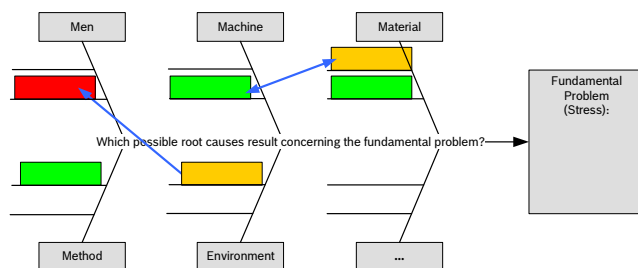 Men
Machine
Material
Fundamental
Problem
(Stress):
Which possible root causes result concerning the fundamental problem?
Method
Environment
...